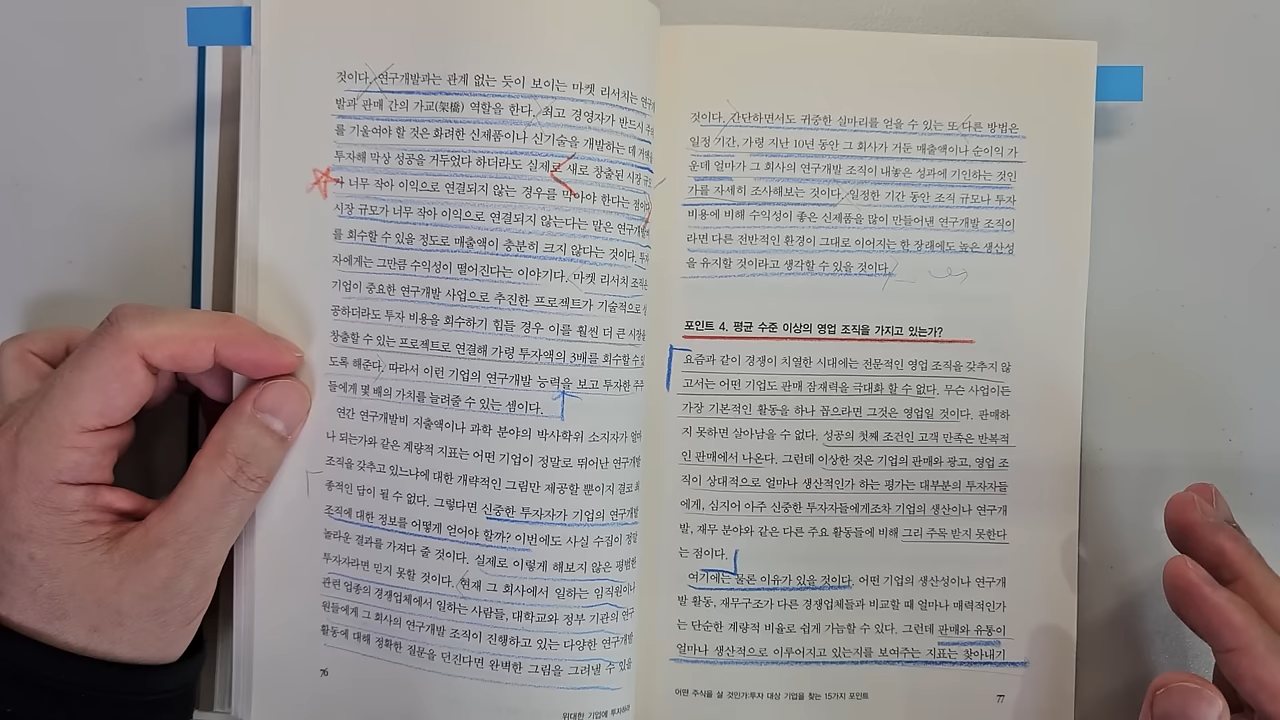 것이다. 연구개발과는 관계 없는 듯이 보이는 마켓 리서치는 연구
발과 판매 간의 가교(架橋) 역할을 한다. 최고 경영자가 반드시
를 기울여야 할 것은 화려한 신제품이나 신기술을 개발하는 데
투자해 막상 성공을 거두었다 하더라도 실제로 새로 창출된 시장
가 너무 작아 이익으로 연결되지 않는 경우를 막아야 한다는 점이다
시장 규모가 너무 작아 이익으로 연결되지 않는다는 말은 연구개발
를 회수할 수 있을 정도로 매출액이 충분히 크지 않다는 것이다. 투
자에게는 그만큼 수익성이 떨어진다는 이야기다. 마켓 리서치 조직은
기업이 중요한 연구개발 사업으로 추진한 프로젝트가 기술적으로
공하더라도 투자 비용을 회수하기 힘들 경우 이를 훨씬 더 큰 시장을
창출할 수 있는 프로젝트로 연결해 가령 투자액의 3배를 회수할 수 있
도록 해준다. 따라서 이런 기업의 연구개발 능력을 보고 투자한 주주
들에게 몇 배의 가치를 늘려줄 수 있는 셈이다.
연간 연구개발비 지출액이나 과학 분야의 박사학위 소지자가 얼마
나 되는가와 같은 계량적 지표는 어떤 기업이 정말로 뛰어난 연구개발
조직을 갖추고 있느냐에 대한 개략적인 그림만 제공할 뿐이지 결코 최
종적인 답이 될 수 없다. 그렇다면 신중한 투자자가 기업의 연구개발
조직에 대한 정보를 어떻게 얻어야 할까? 이번에도 사실 수집이 정말
놀라운 결과를 가져다 줄 것이다. 실제로 이렇게 해보지 않은 평범한
투자자라면 믿지 못할 것이다. 현재 그 회사에서 일하는 임직원이나
관련 업종의 경쟁업체에서 일하는 사람들, 대학교와 정부 기관의 연구
원들에게 그 회사의 연구개발 조직이 진행하고 있는 다양한 연구개발
활동에 대해 정확한 질문을 던진다면 완벽한 그림을 그려낼 수 있을
76
위대한 기업에 투자하라
것이다. 간단하면서도 귀중한 실마리를 얻을 수 있는 또 다른 방법은
일정 기간, 가령 지난 10년 동안 그 회사가 거둔 매출액이나 순이익 가
운데 얼마가 그 회사의 연구개발 조직이 내놓은 성과에 기인하는 것인
가를 자세히 조사해보는 것이다. 일정한 기간 동안 조직 규모나 투자
비용에 비해 수익성이 좋은 신제품을 많이 만들어낸 연구개발 조직이
라면 다른 전반적인 환경이 그대로 이어지는 한 장래에도 높은 생산성
을 유지할 것이라고 생각할 수 있을 것이다.
포인트 4. 평균 수준 이상의 영업 조직을 가지고 있는가?
요즘과 같이 경쟁이 치열한 시대에는 전문적인 영업 조직을 갖추지 않
고서는 어떤 기업도 판매 잠재력을 극대화 할 수 없다. 무슨 사업이든
가장 기본적인 활동을 하나 꼽으라면 그것은 영업일 것이다. 판매하
지 못하면 살아남을 수 없다. 성공의 첫째 조건인 고객 만족은 반복적
인 판매에서 나온다. 그런데 이상한 것은 기업의 판매와 광고, 영업 조
직이 상대적으로 얼마나 생산적인가 하는 평가는 대부분의 투자자들
에게, 심지어 아주 신중한 투자자들에게조차 기업의 생산이나 연구개
발, 재무 분야와 같은 다른 주요 활동들에 비해 그리 주목 받지 못한다
는 점이다.
여기에는 물론 이유가 있을 것이다. 어떤 기업의 생산성이나 연구개
발 활동, 재무구조가 다른 경쟁업체들과 비교할 때 얼마나 매력적인가
는 단순한 계량적 비율로 쉽게 가늠할 수 있다. 그런데 판매와 유통이
얼마나 생산적으로 이루어지고 있는지를 보여주는 지표는 찾아내기
어떤 주식을 살 것인가:투자 대상 기업을 찾는 15가지 포인트
77